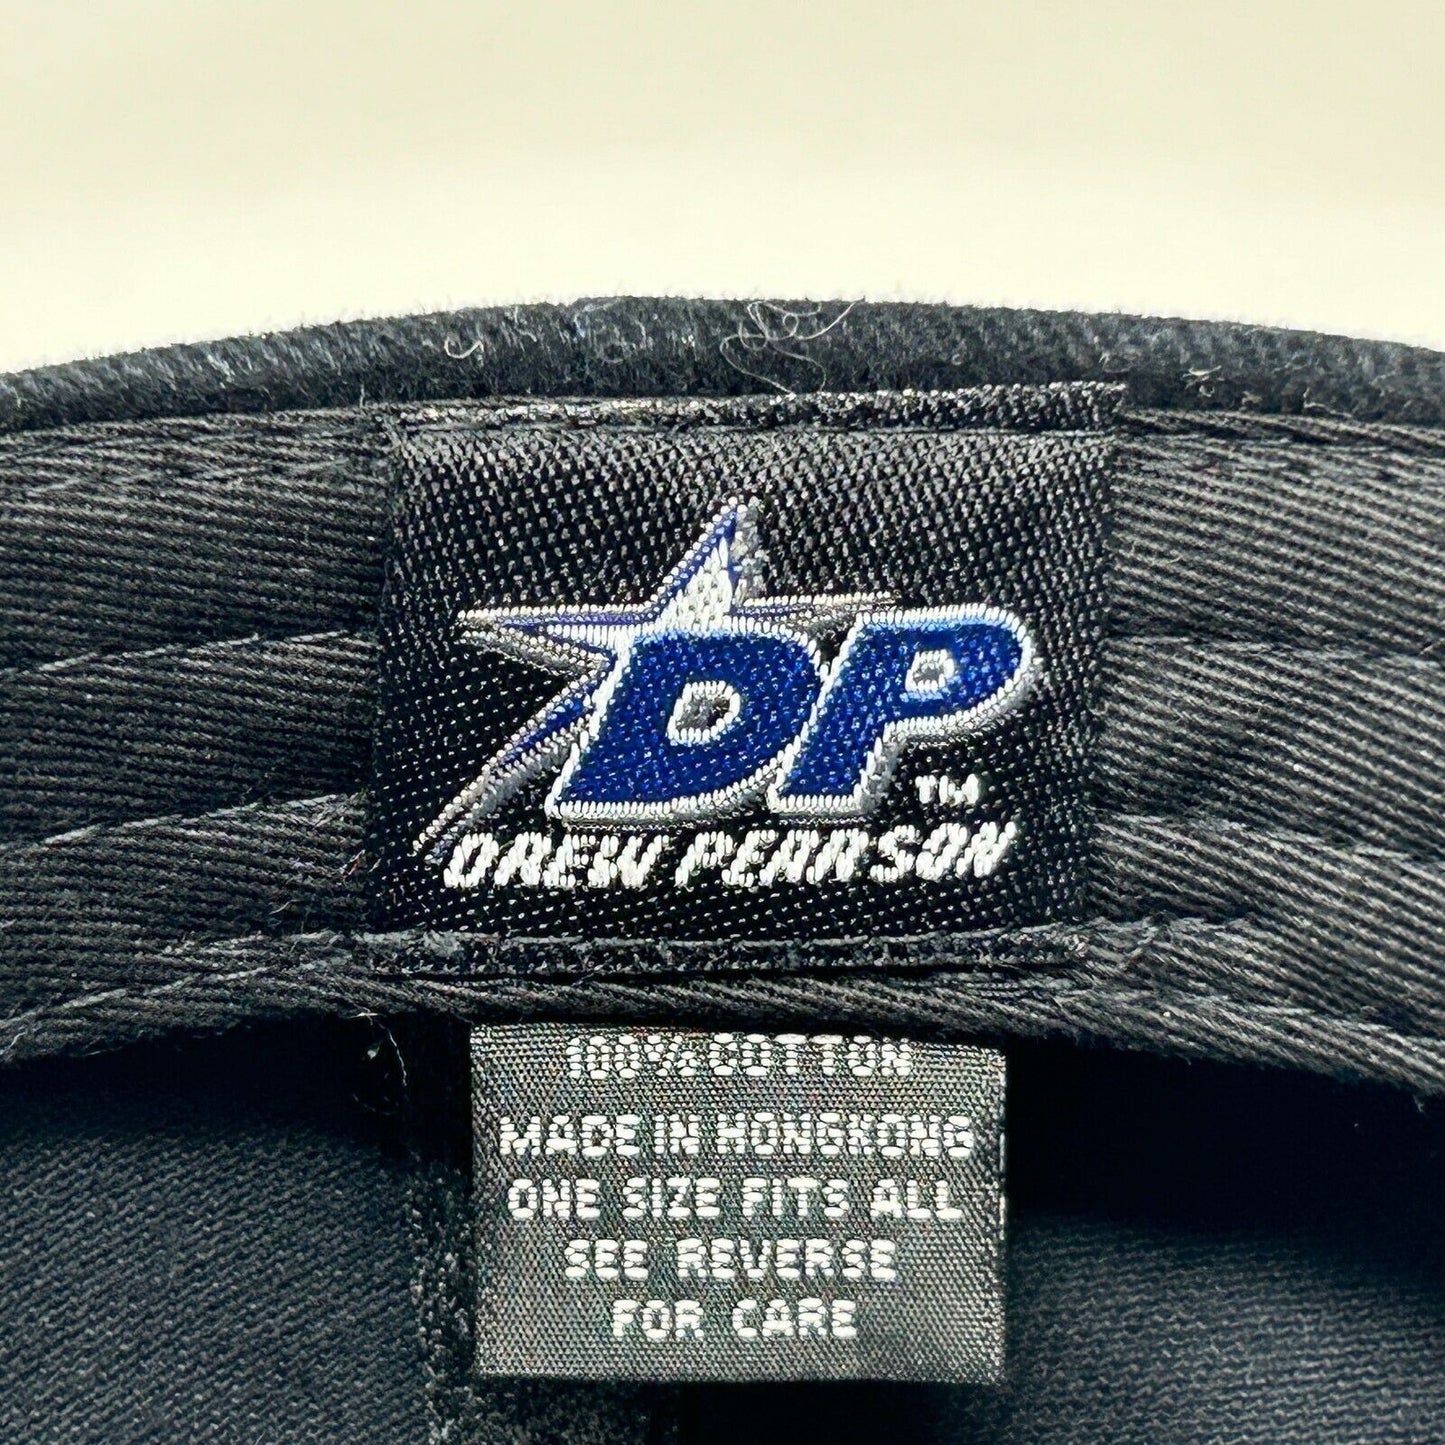 DP
TM
DREW PEARSON
100% COTTON
MADE IN HONGKONG
ONE SIZE FITS ALL
SEE REVERSE
FOR CARE